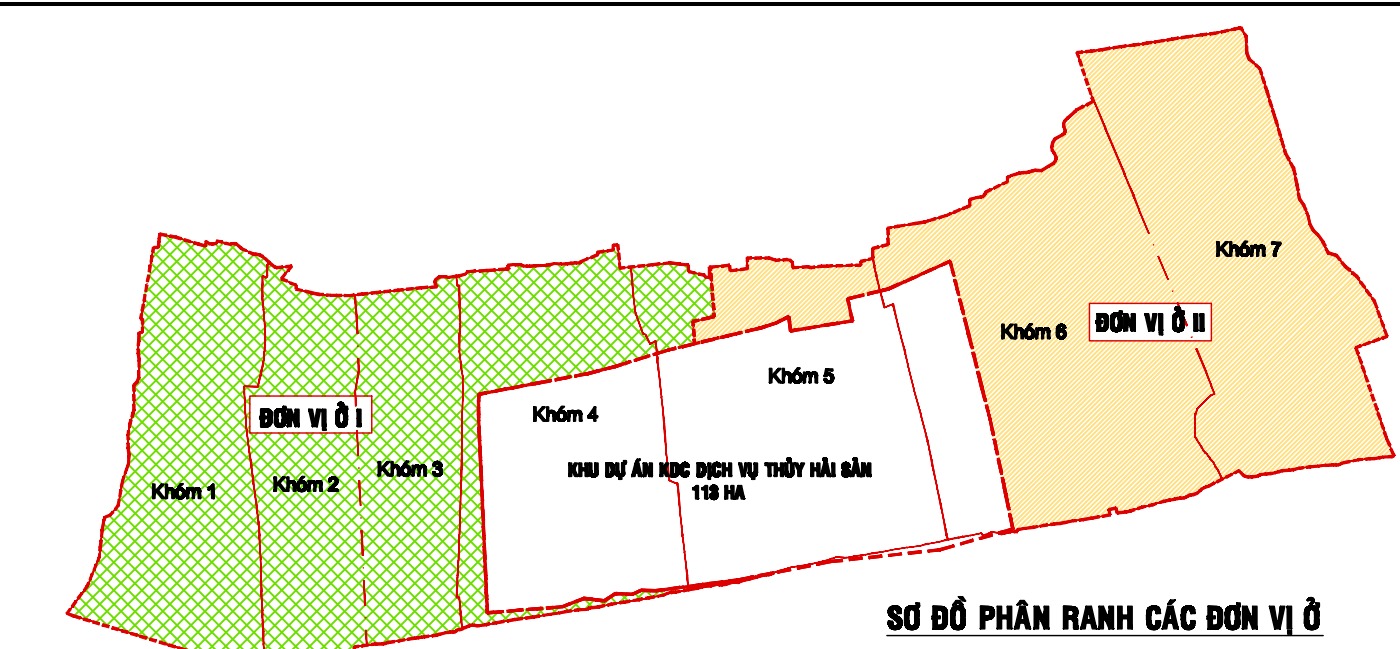 Khóm 7
ĐƠN VỊ Ở II
Khóm 6
Khóm 5
Khóm 4
ĐƠN VỊ Ở I
Khóm 3
KHU DỰ ÁN KDC DỊCH VỤ THỦY HẢI SẢN
113 HA
Khóm 2
Khóm 1
SƠ ĐỒ PHÂN RANH CÁC ĐƠN VỊ Ở